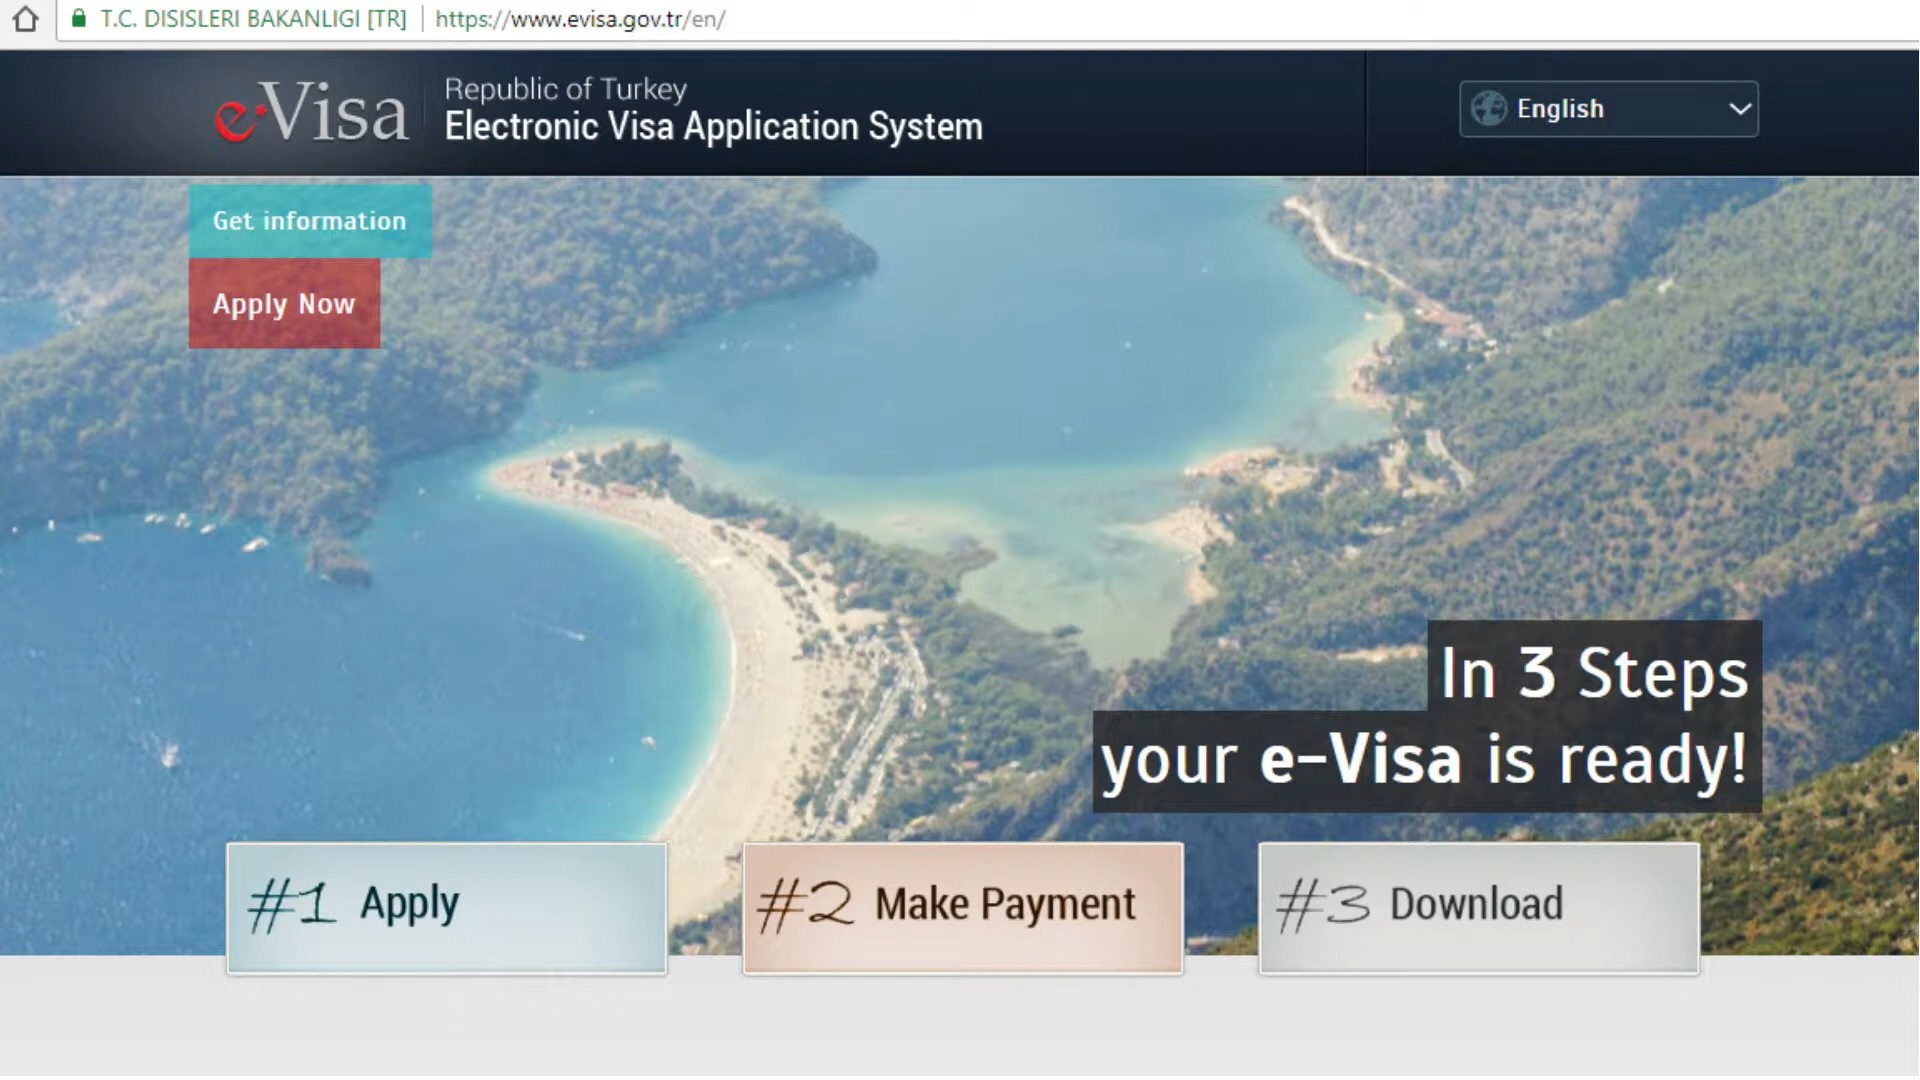 T.C. DISISLERI BAKANLIGI [TR] https://www.evisa.gov.tr/en/
e-Visa
Republic of Turkey
Electronic Visa Application System
English
Get information
Apply Now
In 3 Steps
your e-Visa is ready!
#1 Apply
#2 Make Payment
#3 Download